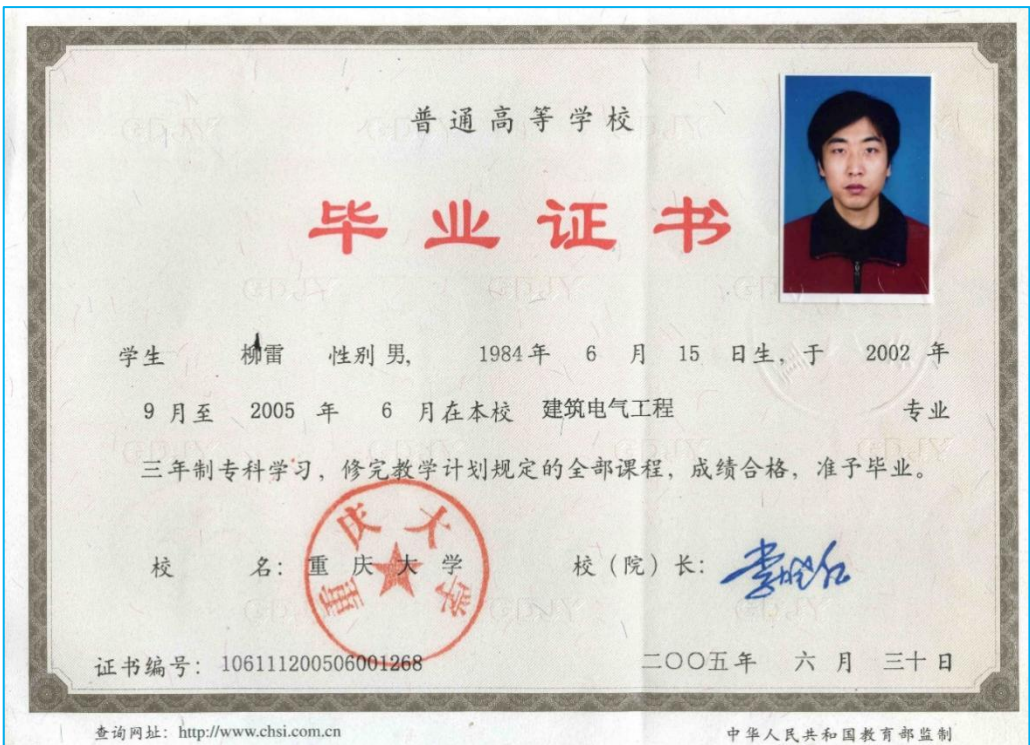 普通高等学校
毕业证书
学生 柳雷 性别 男, 1984年 6 月 15 日生, 于 2002 年
9 月至 2005 年 6 月在本校 建筑电气工程 专业
三年制专科学习, 修完教学计划规定的全部课程, 成绩合格, 准予毕业。
校 名: 重庆大学 校(院)长:
重庆大学
证书编号: 106111200506001268 二〇〇五年 六 月 三十 日
查询网址: http://www.chsi.com.cn 中华人民共和国教育部监制